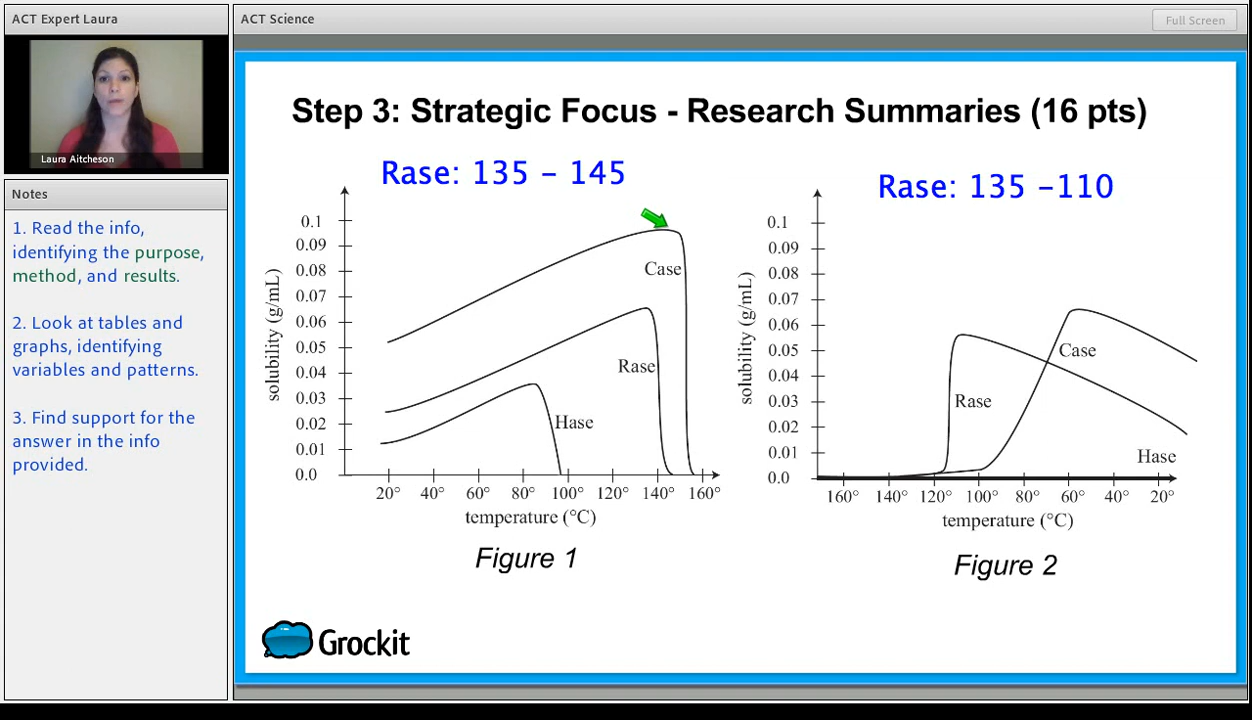 ACT Expert Laura
Laura Aitcheson
Notes
1. Read the info,
identifying the purpose,
method, and results.
2. Look at tables and
graphs, identifying
variables and patterns.
3. Find support for the
answer in the info
provided.
ACT Science
Full Screen
Step 3: Strategic Focus - Research Summaries (16 pts)
Rase: 135 – 145
solubility (g/mL)
0.1
0.09
0.08
0.07
0.06
0.05
0.04
0.03
0.02
0.01
0.0
Case
Rase
Hase
20° 40° 60° 80° 100° 120° 140° 160°
temperature (°C)
Figure 1
Rase: 135 –110
solubility (g/mL)
0.1
0.09
0.08
0.07
0.06
0.05
0.04
0.03
0.02
0.01
0.0
Case
Rase
Hase
160° 140° 120° 100° 80° 60° 40° 20°
temperature (°C)
Figure 2
Grockit